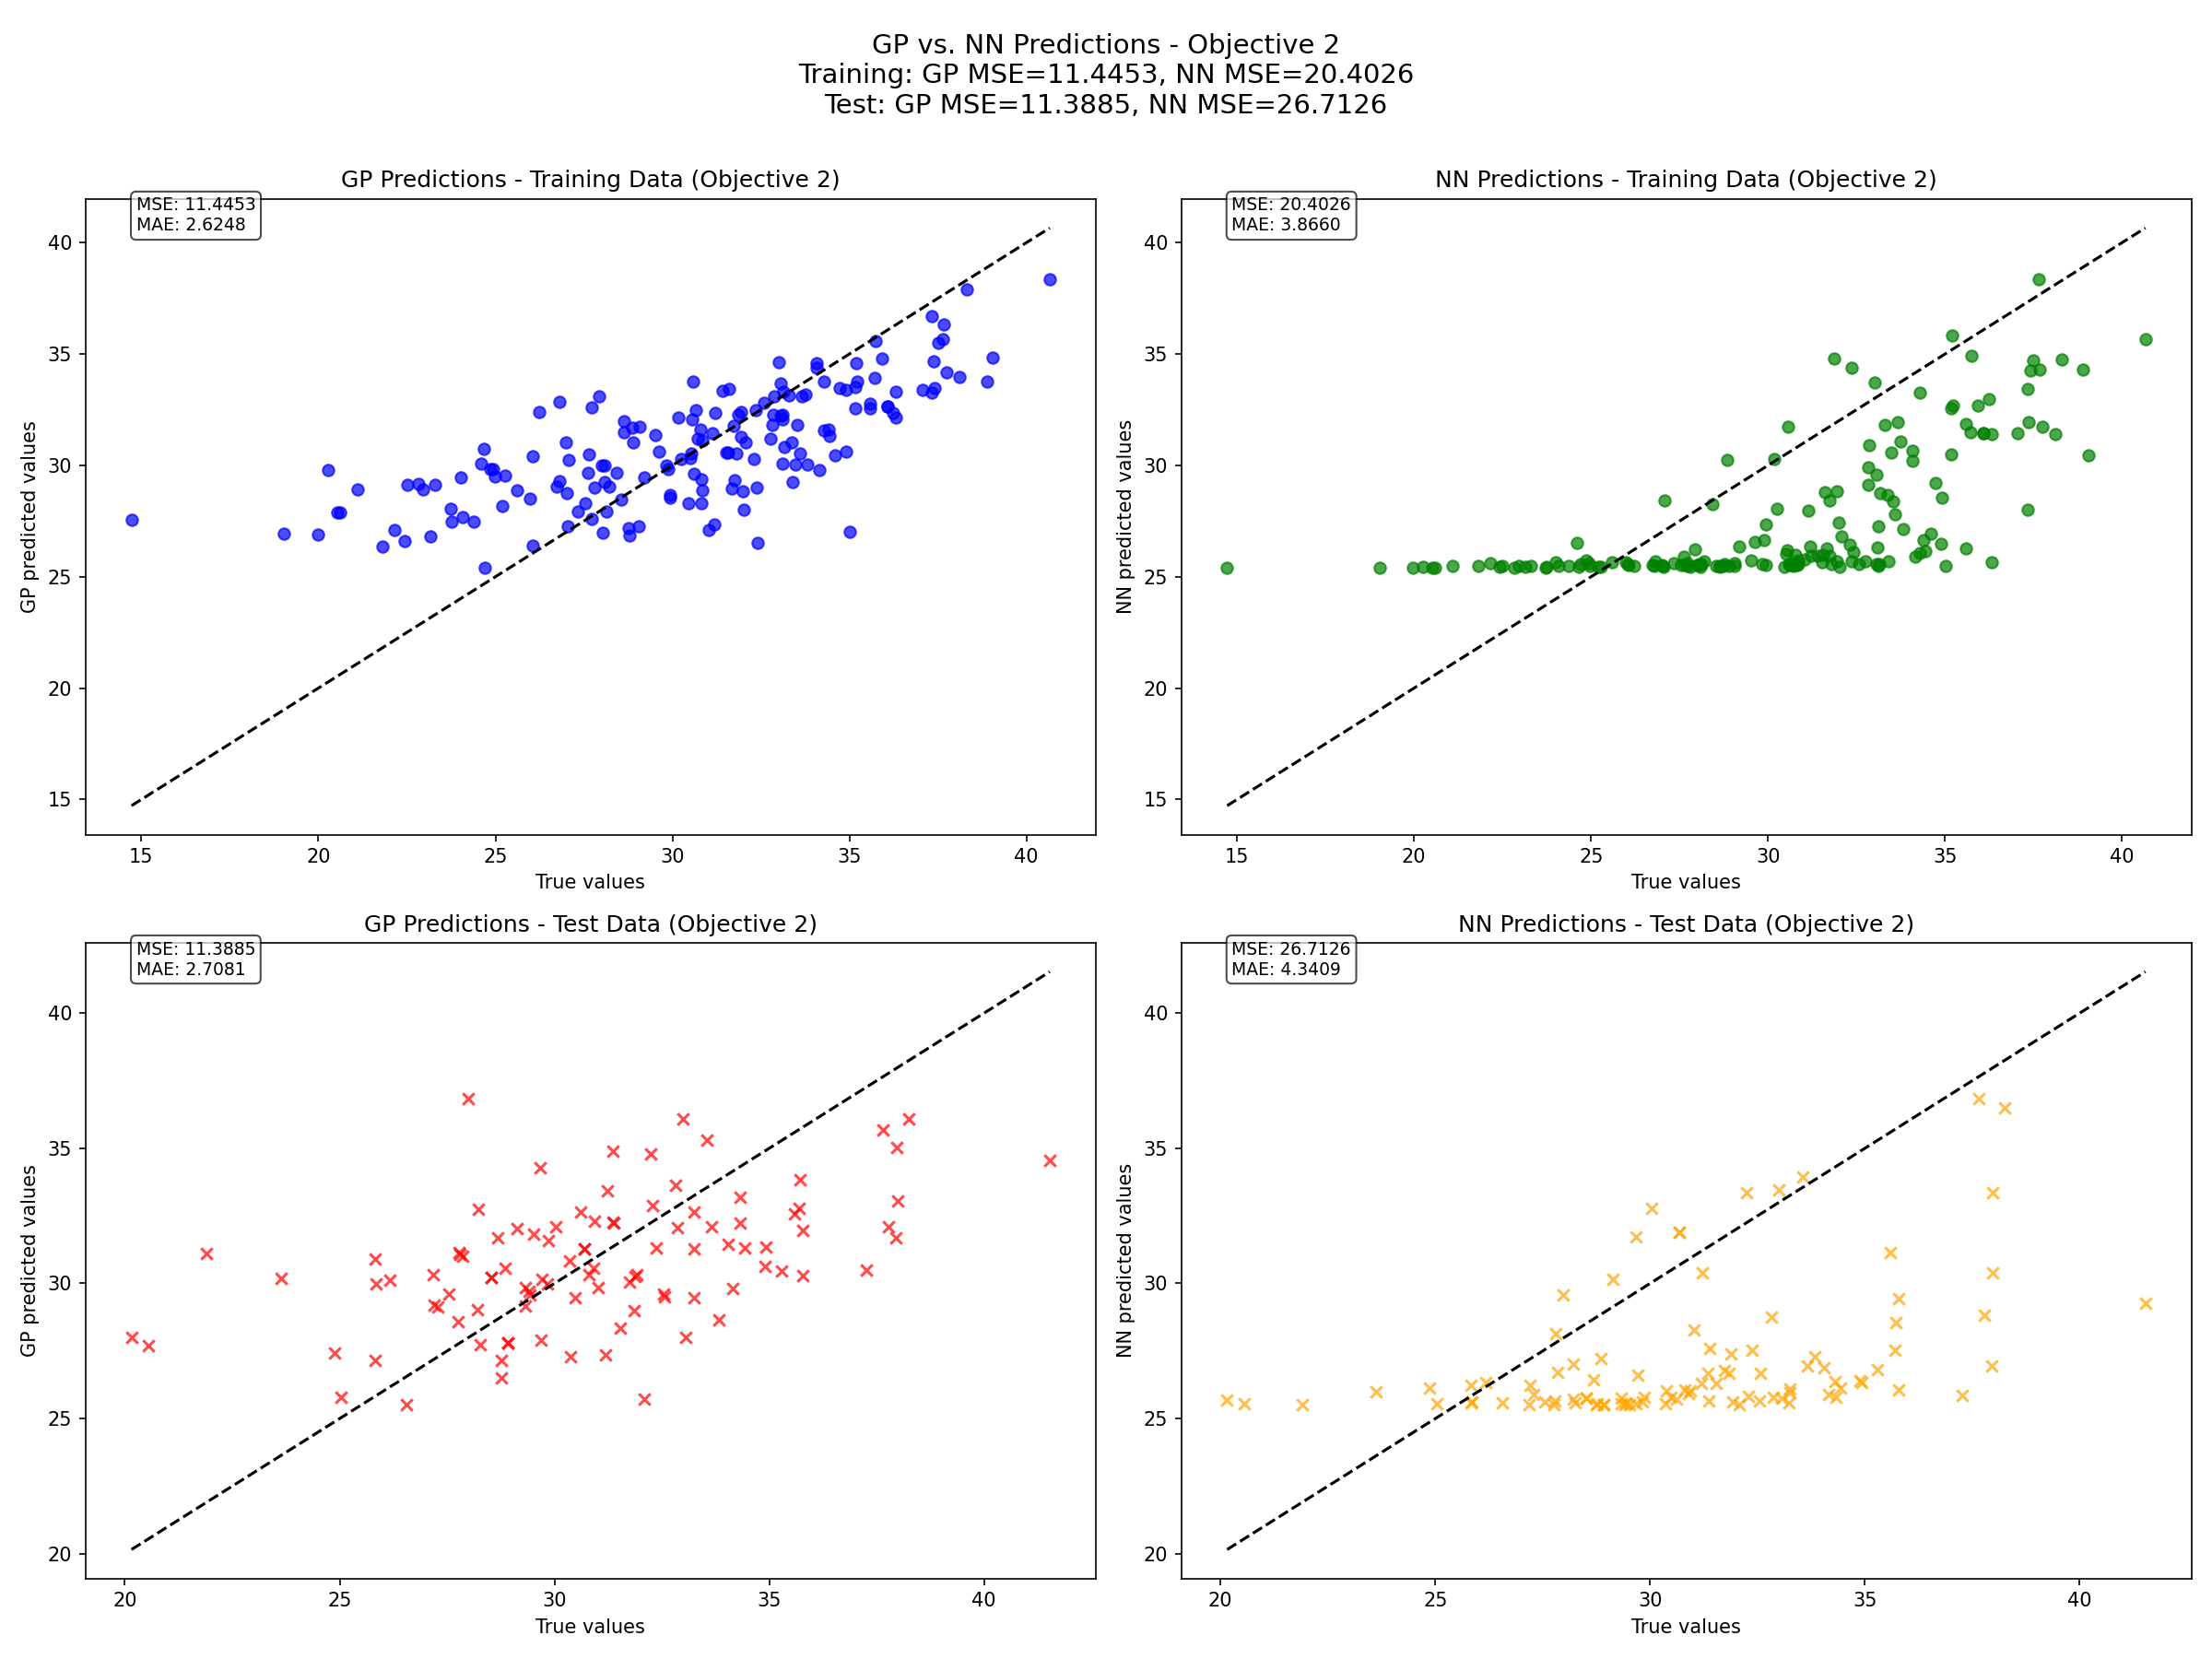 GP vs. NN Predictions - Objective 2
Training: GP MSE=11.4453, NN MSE=20.4026
Test: GP MSE=11.3885, NN MSE=26.7126
GP Predictions - Training Data (Objective 2)
MSE: 11.4453
MAE: 2.6248
40
35
30
25
20
15
GP predicted values
15 20 25 30 35 40
True values
NN Predictions - Training Data (Objective 2)
MSE: 20.4026
MAE: 3.8660
40
35
30
25
20
15
NN predicted values
15 20 25 30 35 40
True values
GP Predictions - Test Data (Objective 2)
MSE: 11.3885
MAE: 2.7081
40
35
30
25
20
GP predicted values
20 25 30 35 40
True values
NN Predictions - Test Data (Objective 2)
MSE: 26.7126
MAE: 4.3409
40
35
30
25
20
NN predicted values
20 25 30 35 40
True values